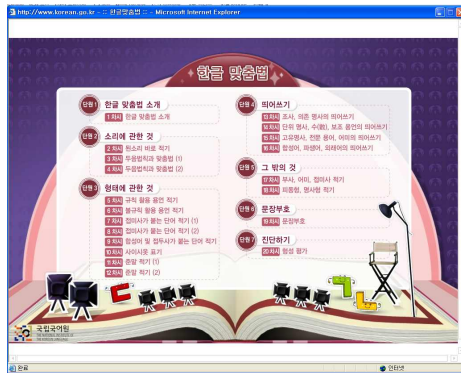 http://www.korean.go.kr - :: 한글맞춤법 :: - Microsoft Internet Explorer
한글 맞춤법
단원 1 한글 맞춤법 소개
1차시 한글 맞춤법 소개
단원 2 소리에 관한 것
2차시 된소리 바로 적기
3차시 두음법칙과 맞춤법 (1)
4차시 두음법칙과 맞춤법 (2)
단원 3 형태에 관한 것
5차시 규칙 활용 용언 적기
6차시 불규칙 활용 용언 적기
7차시 접미사가 붙는 단어 적기 (1)
8차시 접미사가 붙는 단어 적기 (2)
9차시 합성어 및 접두사가 붙는 단어 적기
10차시 사이시옷 표기
11차시 준말 적기 (1)
12차시 준말 적기 (2)
단원 4 띄어쓰기
13차시 조사, 의존 명사의 띄어쓰기
14차시 단위 명사, 수(數), 보조 용언의 띄어쓰기
15차시 고유명사, 전문 용어, 어미의 띄어쓰기
16차시 합성어, 파생어, 외래어의 띄어쓰기
단원 5 그 밖의 것
17차시 부사, 어미, 접미사 적기
18차시 피동형, 명사형 적기
단원 6 문장부호
19차시 문장부호
단원 7 진단하기
20차시 형성 평가
국립국어원
THE NATIONAL INSTITUTE OF
THE KOREAN LANGUAGE
완료
인터넷